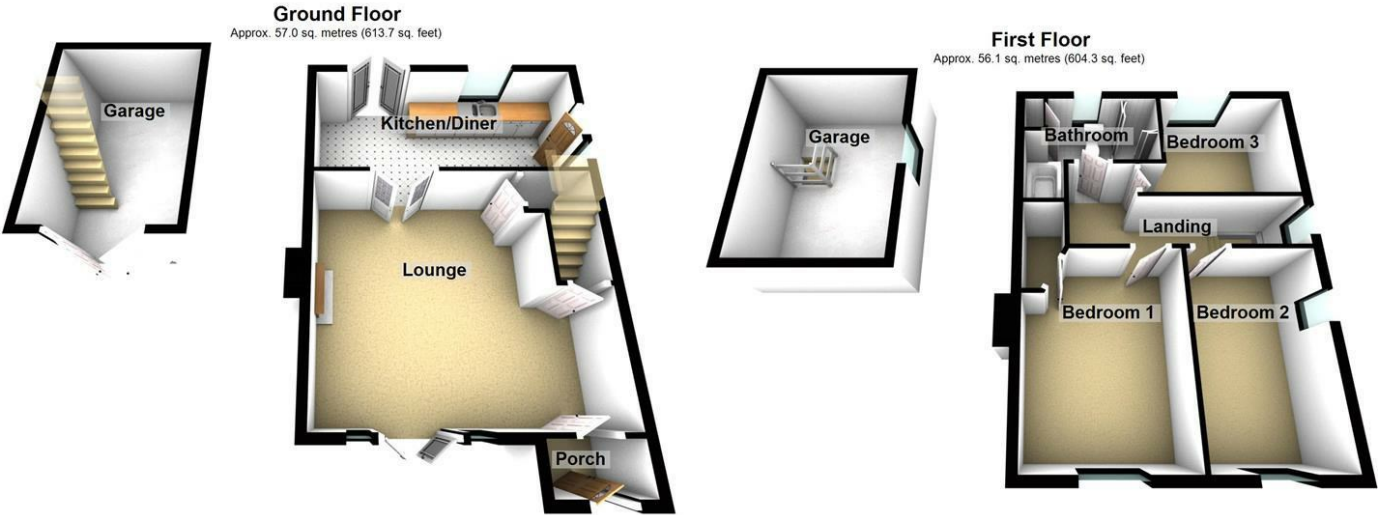 Ground Floor
Approx. 57.0 sq. metres (613.7 sq. feet)
Garage
Kitchen/Diner
Lounge
Porch
First Floor
Approx. 56.1 sq. metres (604.3 sq. feet)
Garage
Bathroom
Bedroom 3
Landing
Bedroom 1
Bedroom 2